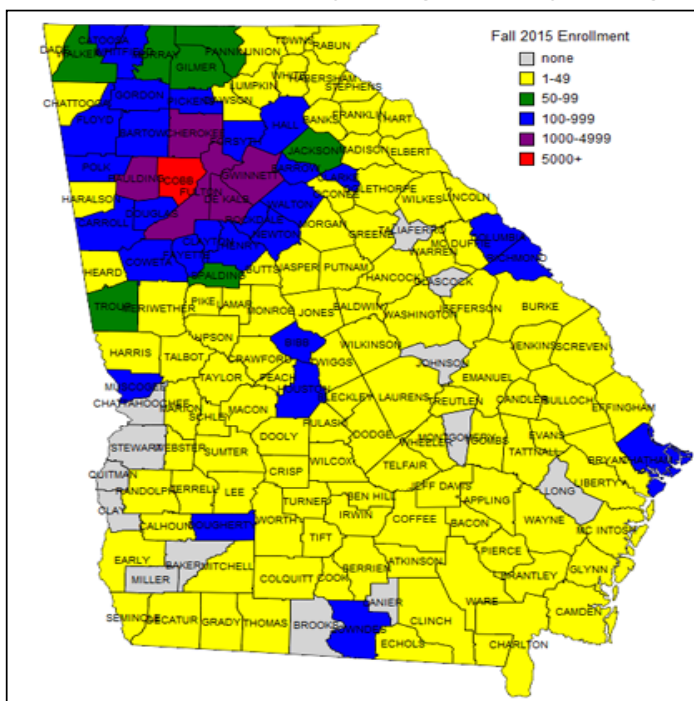 Fall 2015 Enrollment
none
1-49
50-99
100-999
1000-4999
5000+
TOWNS
RABUN
UNION
DADE
GILMER
WHITE
HABERSHAM
LUMPKIN
STEPHENS
CHATTOOGA
GORDON
PICKENS
FLOYD
BANKS
FRANKLIN
HART
BARTOW
CHEROKEE
HALL
JACKSON
MADISON
ELBERT
POLK
COBB
GWINNETT
BARROW
CLARKE
OCONEE
OGLETHORPE
PAULDING
FULTON
DE KALB
WALTON
WILKES
LINCOLN
HARALSON
DOUGLAS
ROCKDALE
MORGAN
GREENE
TALIAFERRO
MC DUFFIE
COLUMBIA
CARROLL
CLAYTON
NEWTON
WARREN
RICHMOND
FAYETTE
HENRY
HEARD
COWETA
SPALDING
BUTTS
JASPER
PUTNAM
HANCOCK
GLASCOCK
TROUP
MERIWETHER
PIKE
LAMAR
MONROE
JONES
BALDWIN
WASHINGTON
JEFFERSON
BURKE
UPSON
BIBB
WILKINSON
HARRIS
TALBOT
CRAWFORD
TWIGGS
JOHNSON
JENKINS
SCREVEN
MUSCOGEE
TAYLOR
PEACH
HOUSTON
EMANUEL
CHATTAHOOCHEE
MARION
MACON
BLECKLEY
LAURENS
TREUTLEN
CANDLER
BULLOCH
EFFINGHAM
SCHLEY
PULASKI
STEWART
WEBSTER
SUMTER
DOOLY
DODGE
WHEELER
MONTGOMERY
TOOMBS
EVANS
TATTNALL
BRYAN
CHATHAM
QUITMAN
CRISP
WILCOX
TELFAIR
RANDOLPH
TERRELL
LEE
TURNER
BEN HILL
JEFF DAVIS
APPLING
LONG
LIBERTY
CLAY
CALHOUN
DOUGHERTY
WORTH
IRWIN
COFFEE
BACON
WAYNE
MC INTOSH
EARLY
BAKER
MITCHELL
TIFT
ATKINSON
PIERCE
MILLER
COLQUITT
COOK
BERRIEN
BRANTLEY
GLYNN
SEMINOLE
DECATUR
GRADY
THOMAS
BROOKS
LOWNDES
LANIER
CLINCH
WARE
CAMDEN
ECHOLS
CHARLTON